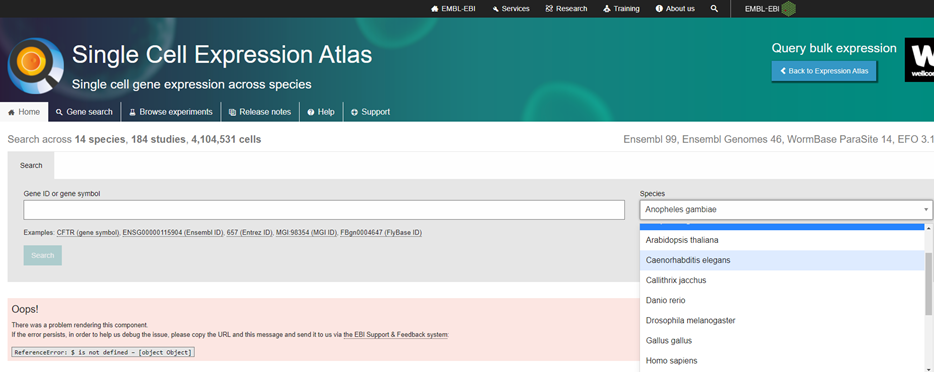 EMBL-EBI Services Research Training About us EMBL-EBI
Single Cell Expression Atlas
Single cell gene expression across species
Query bulk expression
Back to Expression Atlas
Home Gene search Browse experiments Release notes Help Support
Search across 14 species, 184 studies, 4,104,531 cells
Ensembl 99, Ensembl Genomes 46, WormBase ParaSite 14, EFO 3.1
Search
Gene ID or gene symbol
Examples: CFTR (gene symbol), ENSG00000115904 (Ensembl ID), 657 (Entrez ID), MGI:98354 (MGI ID), FBgn0004647 (FlyBase ID)
Search
Species
Anopheles gambiae
Arabidopsis thaliana
Caenorhabditis elegans
Callithrix jacchus
Danio rerio
Drosophila melanogaster
Gallus gallus
Homo sapiens
Oops!
There was a problem rendering this component.
If the error persists, in order to help us debug the issue, please copy the URL and this message and send it to us via the EBI Support & Feedback system:
ReferenceError: $ is not defined – [object Object]